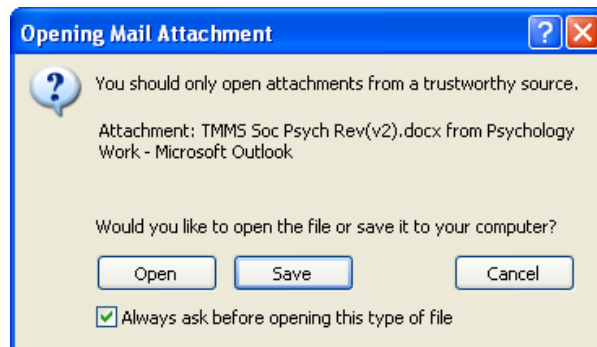 Opening Mail Attachment
You should only open attachments from a trustworthy source.
Attachment: TMMS Soc Psych Rev(v2).docx from Psychology
Work - Microsoft Outlook
Would you like to open the file or save it to your computer?
Open Save Cancel
Always ask before opening this type of file